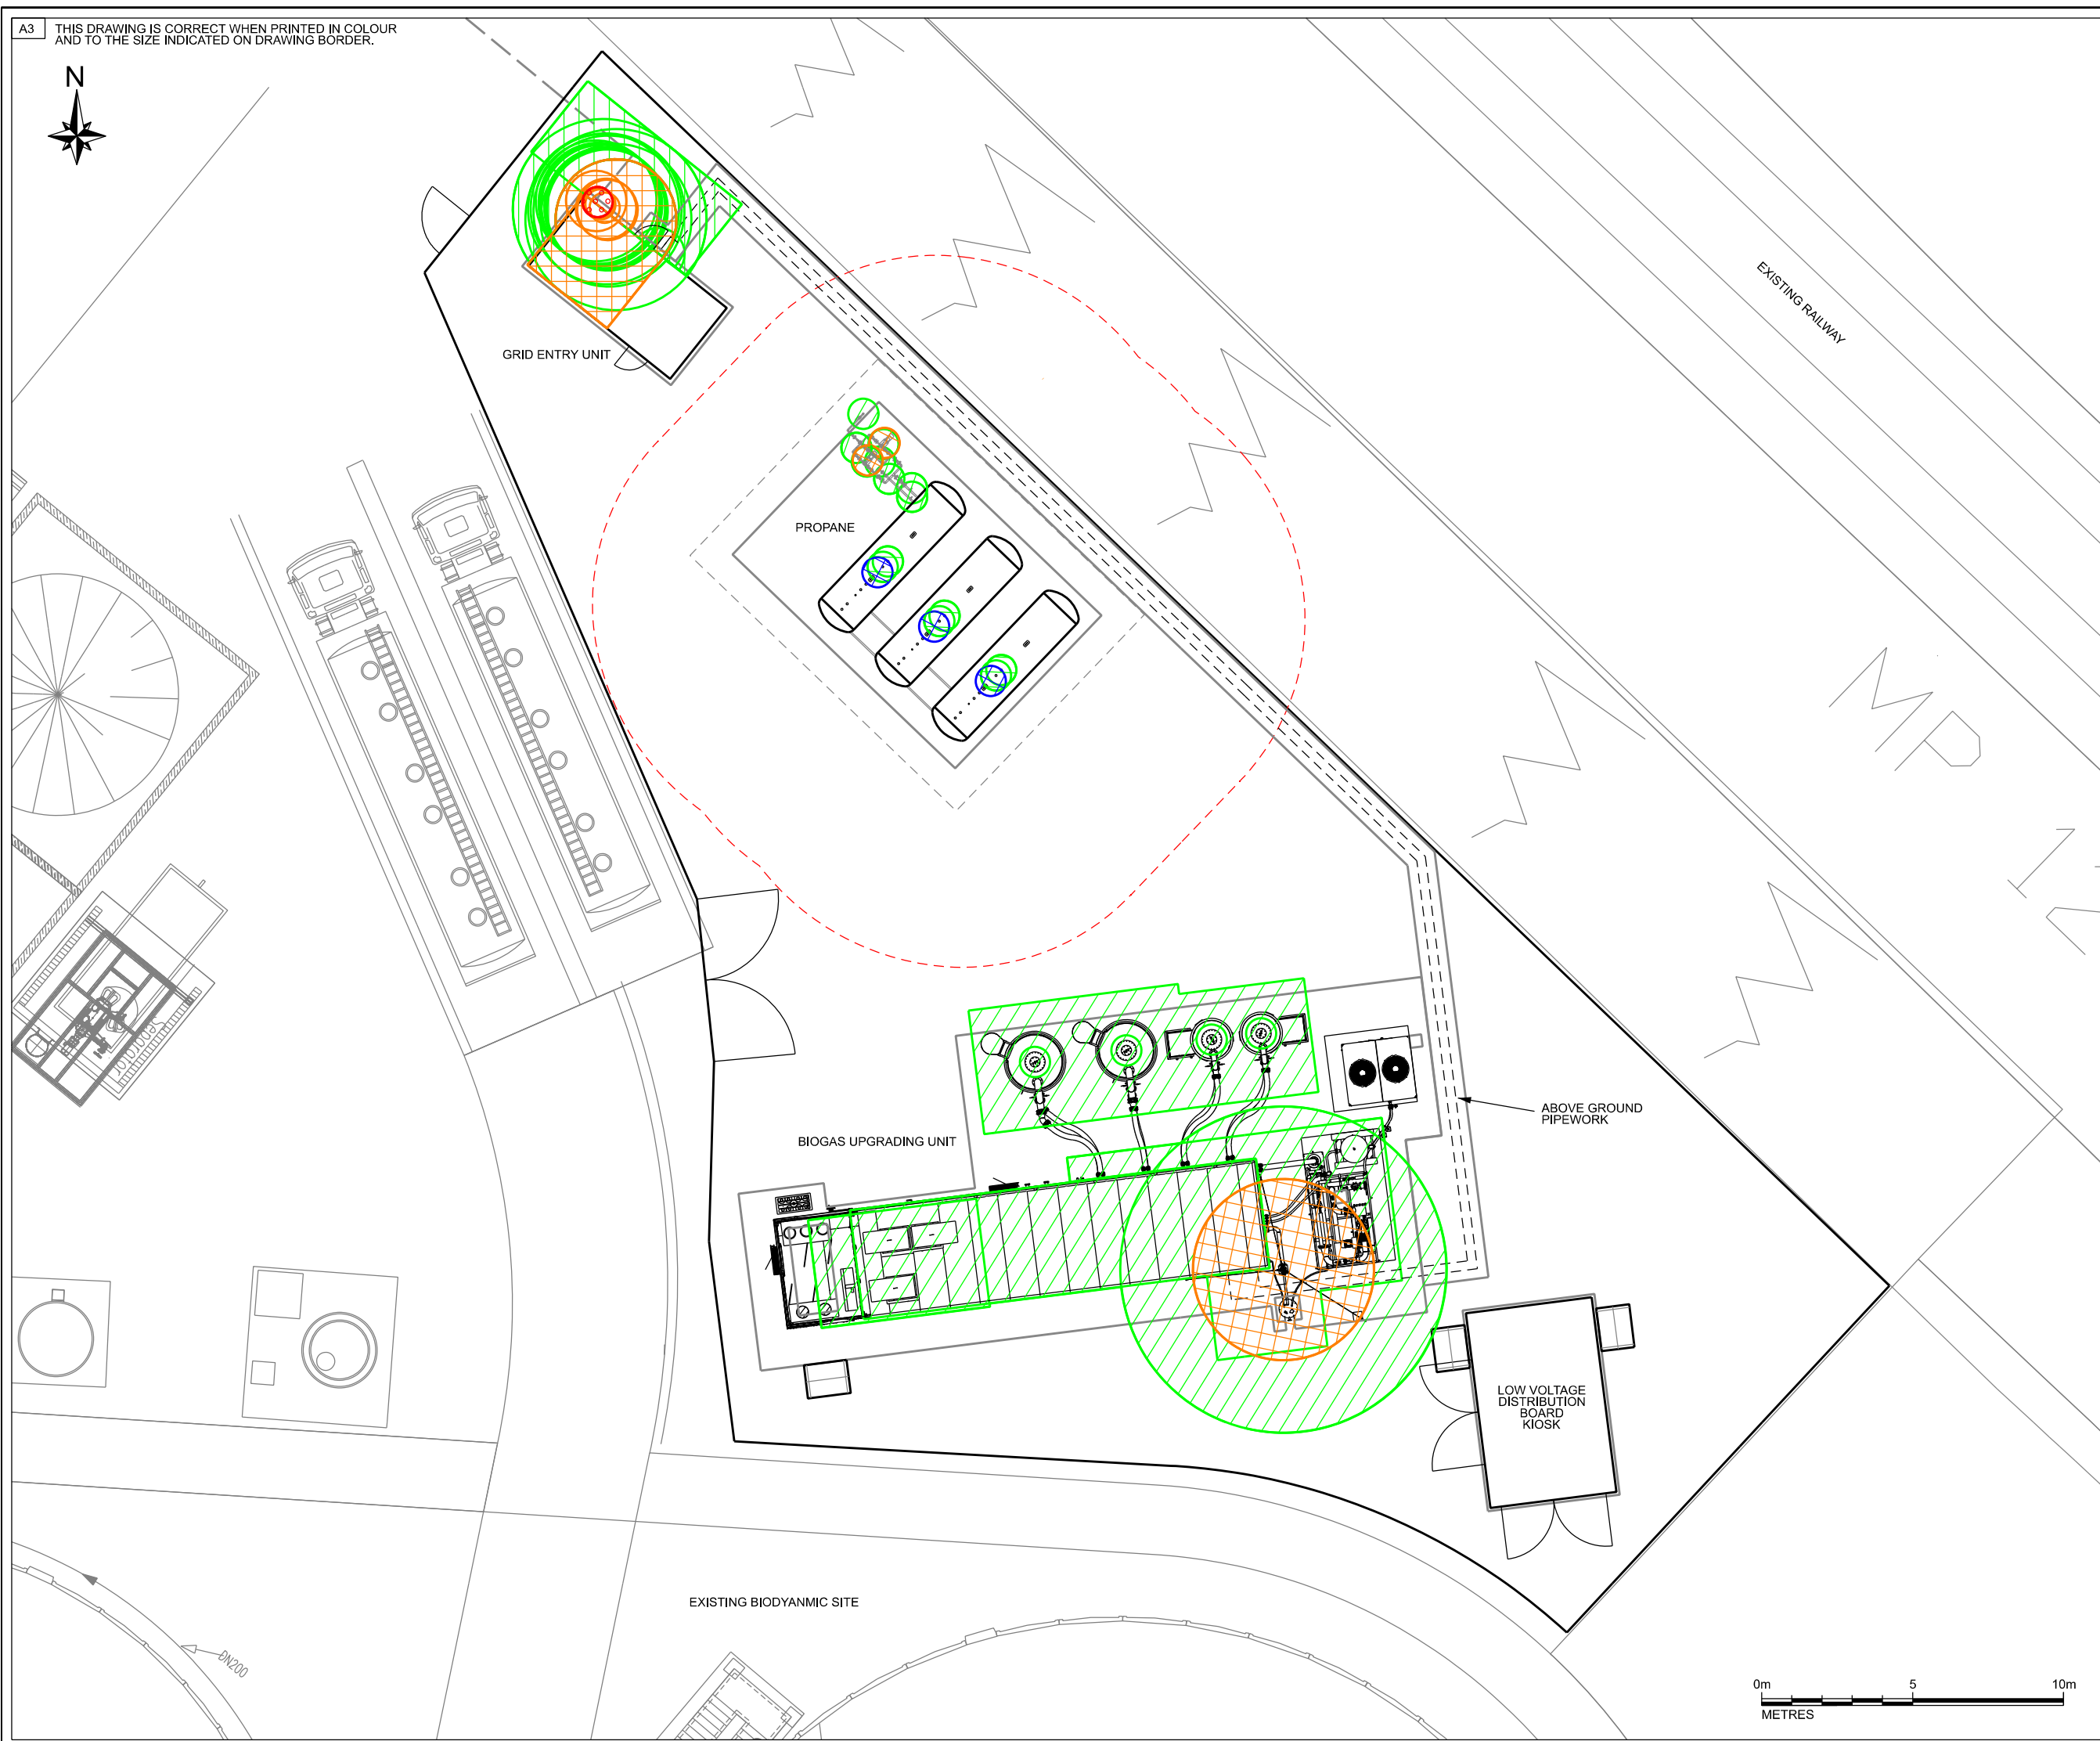 A3
THIS DRAWING IS CORRECT WHEN PRINTED IN COLOUR
AND TO THE SIZE INDICATED ON DRAWING BORDER.
N
EXISTING RAILWAY
GRID ENTRY UNIT
PROPANE
MP
ABOVE GROUND
PIPEWORK
BIOGAS UPGRADING UNIT
LOW VOLTAGE
DISTRIBUTION
BOARD
KIOSK
EXISTING BIODYANMIC SITE
DN200
0m 5 10m
METRES